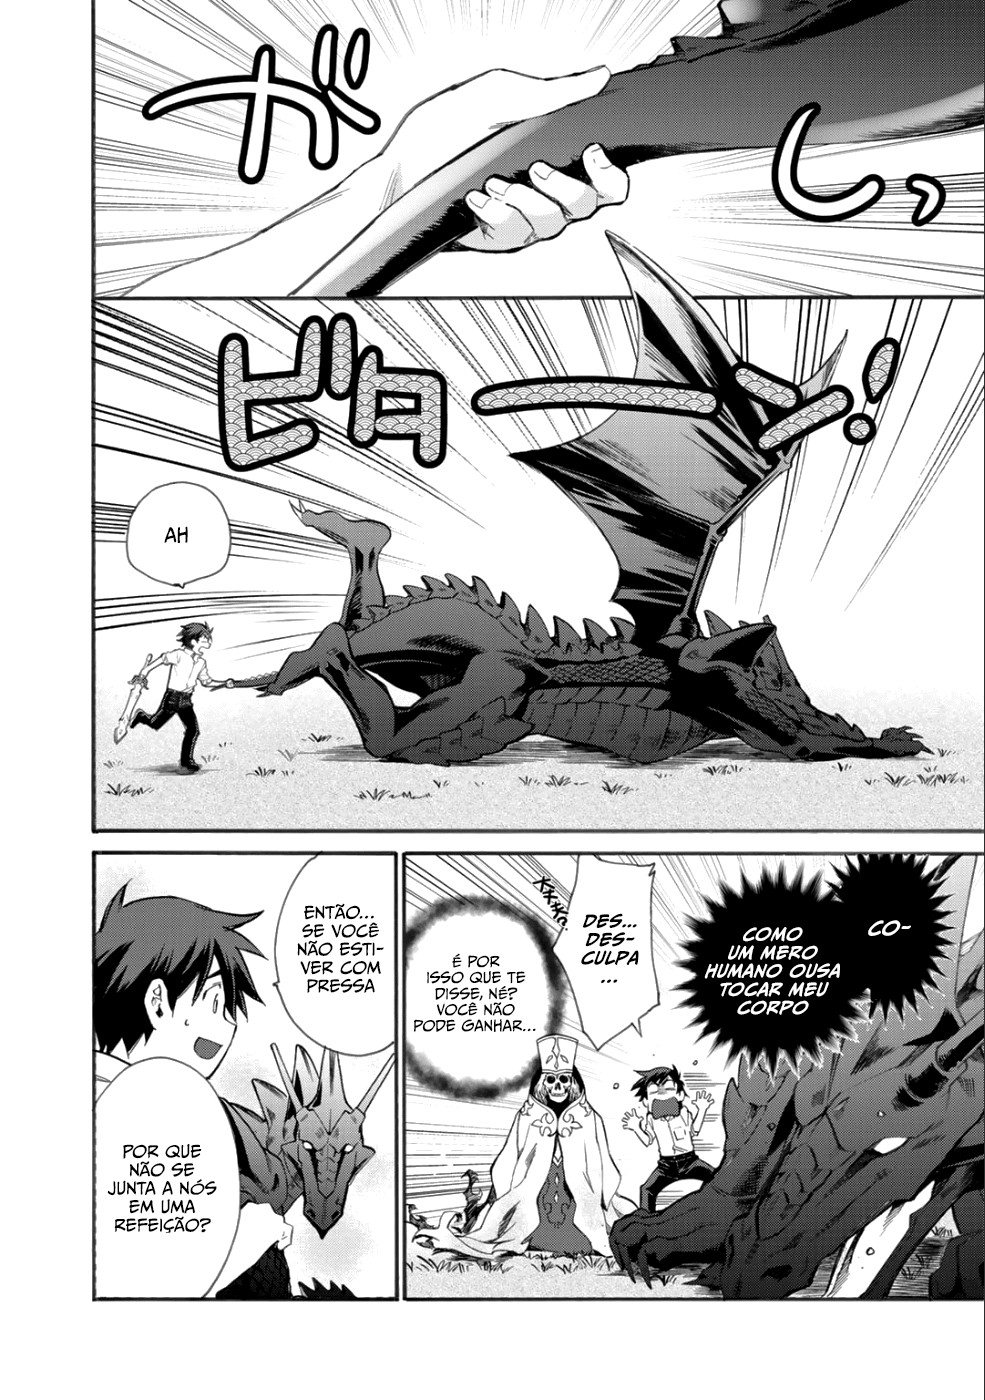 ガしっ
ビターン!
AH
CO-
COMO
UM MERO
HUMANO OUSA
TOCAR MEU
CORPO
DES...
DES-
CULPA
...
É POR
ISSO QUE TE
DISSE, NÉ?
VOCÊ NÃO
PODE GANHAR...
ENTÃO...
SE VOCÊ
NÃO ESTI-
VER COM
PRESSA
POR QUE
NÃO SE
JUNTA A NÓS
EM UMA
REFEIÇÃO?